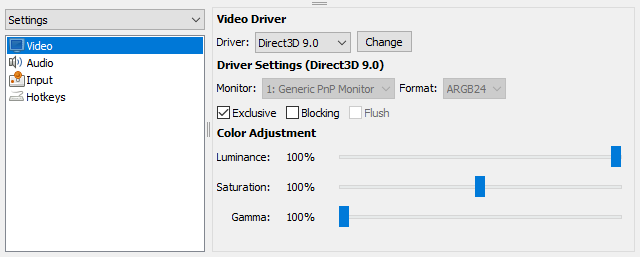 Settings
Video
Audio
Input
Hotkeys
Video Driver
Driver: Direct3D 9.0 Change
Driver Settings (Direct3D 9.0)
Monitor: 1: Generic PnP Monitor Format: ARGB24
Exclusive Blocking Flush
Color Adjustment
Luminance: 100%
Saturation: 100%
Gamma: 100%